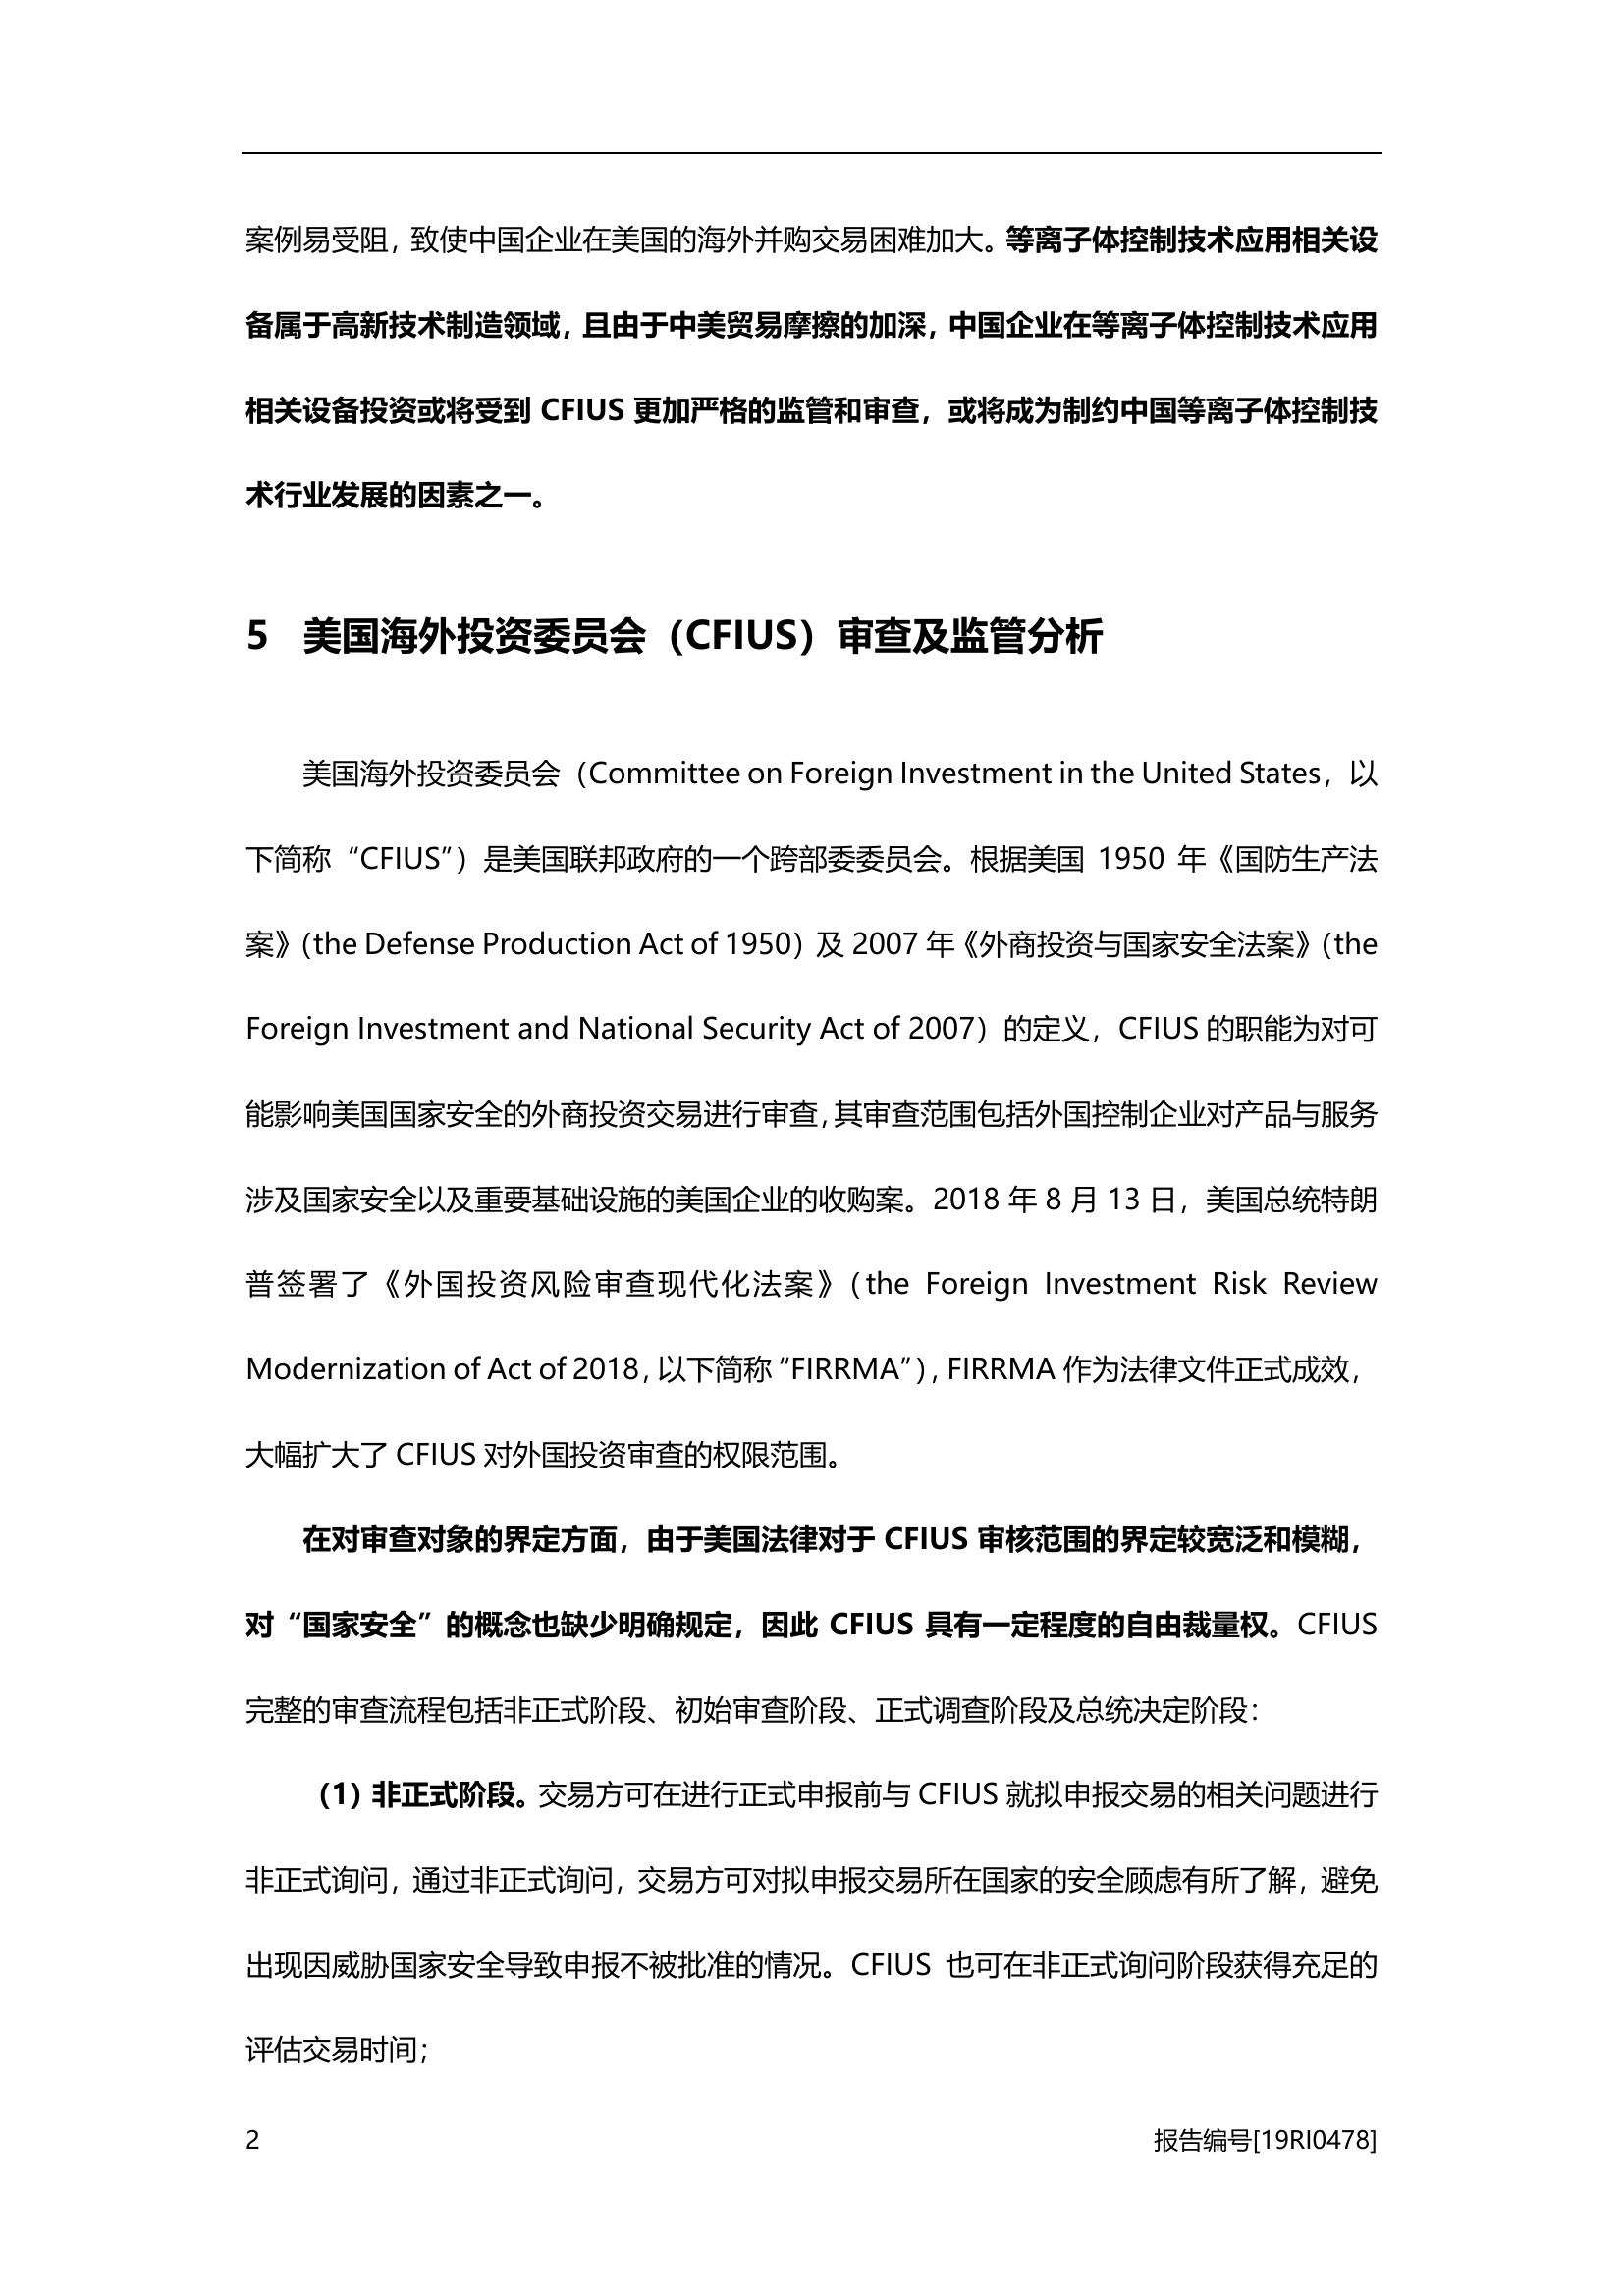 案例易受阻，致使中国企业在美国的海外并购交易困难加大。等离子体控制技术应用相关设
备属于高新技术制造领域，且由于中美贸易摩擦的加深，中国企业在等离子体控制技术应用
相关设备投资或将受到 CFIUS 更加严格的监管和审查，或将成为制约中国等离子体控制技
术行业发展的因素之一。
5 美国海外投资委员会（CFIUS）审查及监管分析
美国海外投资委员会（Committee on Foreign Investment in the United States，以
下简称“CFIUS”）是美国联邦政府的一个跨部委委员会。根据美国 1950 年《国防生产法
案》（the Defense Production Act of 1950）及 2007 年《外商投资与国家安全法案》（the
Foreign Investment and National Security Act of 2007）的定义，CFIUS 的职能为对可
能影响美国国家安全的外商投资交易进行审查，其审查范围包括外国控制企业对产品与服务
涉及国家安全以及重要基础设施的美国企业的收购案。2018 年 8 月 13 日，美国总统特朗
普签署了《外国投资风险审查现代化法案》（the Foreign Investment Risk Review
Modernization of Act of 2018，以下简称“FIRRMA”），FIRRMA 作为法律文件正式成效，
大幅扩大了 CFIUS 对外国投资审查的权限范围。
在对审查对象的界定方面，由于美国法律对于 CFIUS 审核范围的界定较宽泛和模糊，
对“国家安全”的概念也缺少明确规定，因此 CFIUS 具有一定程度的自由裁量权。CFIUS
完整的审查流程包括非正式阶段、初始审查阶段、正式调查阶段及总统决定阶段：
（1）非正式阶段。交易方可在进行正式申报前与 CFIUS 就拟申报交易的相关问题进行
非正式询问，通过非正式询问，交易方可对拟申报交易所在国家的安全顾虑有所了解，避免
出现因威胁国家安全导致申报不被批准的情况。CFIUS 也可在非正式询问阶段获得充足的
评估交易时间；
2 报告编号[19RI0478]